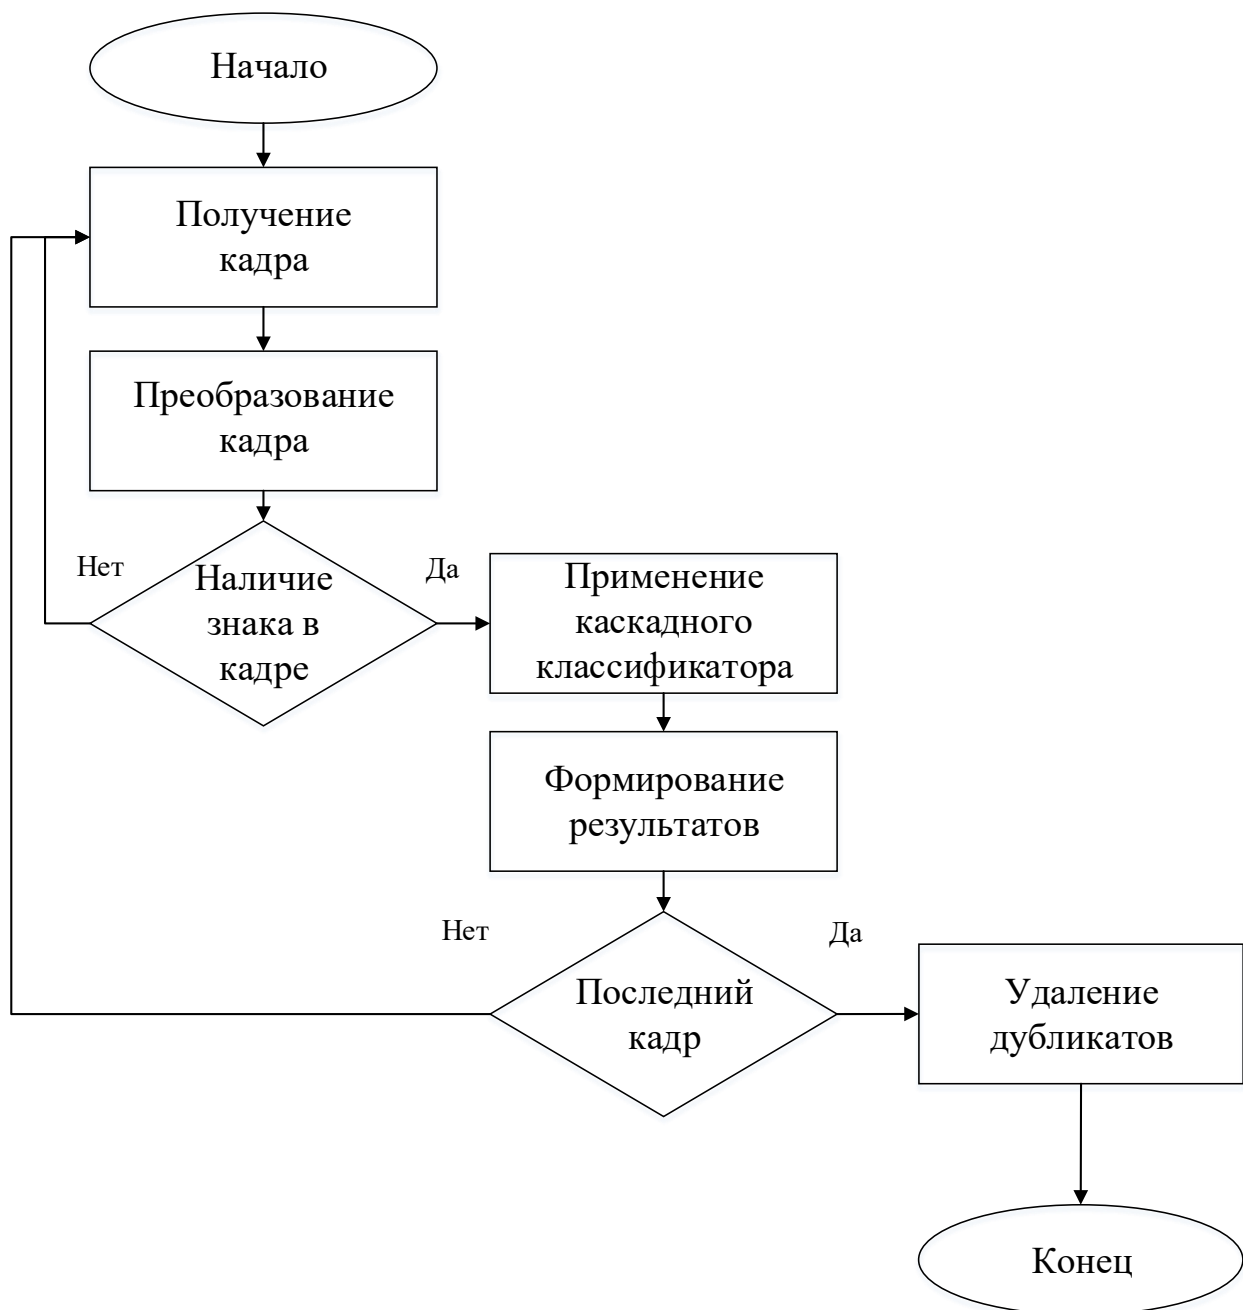 Начало
Получение
кадра
Преобразование
кадра
Нет
Да
Наличие
знака в
кадре
Применение
каскадного
классификатора
Формирование
результатов
Нет
Да
Последний
кадр
Удаление
дубликатов
Конец